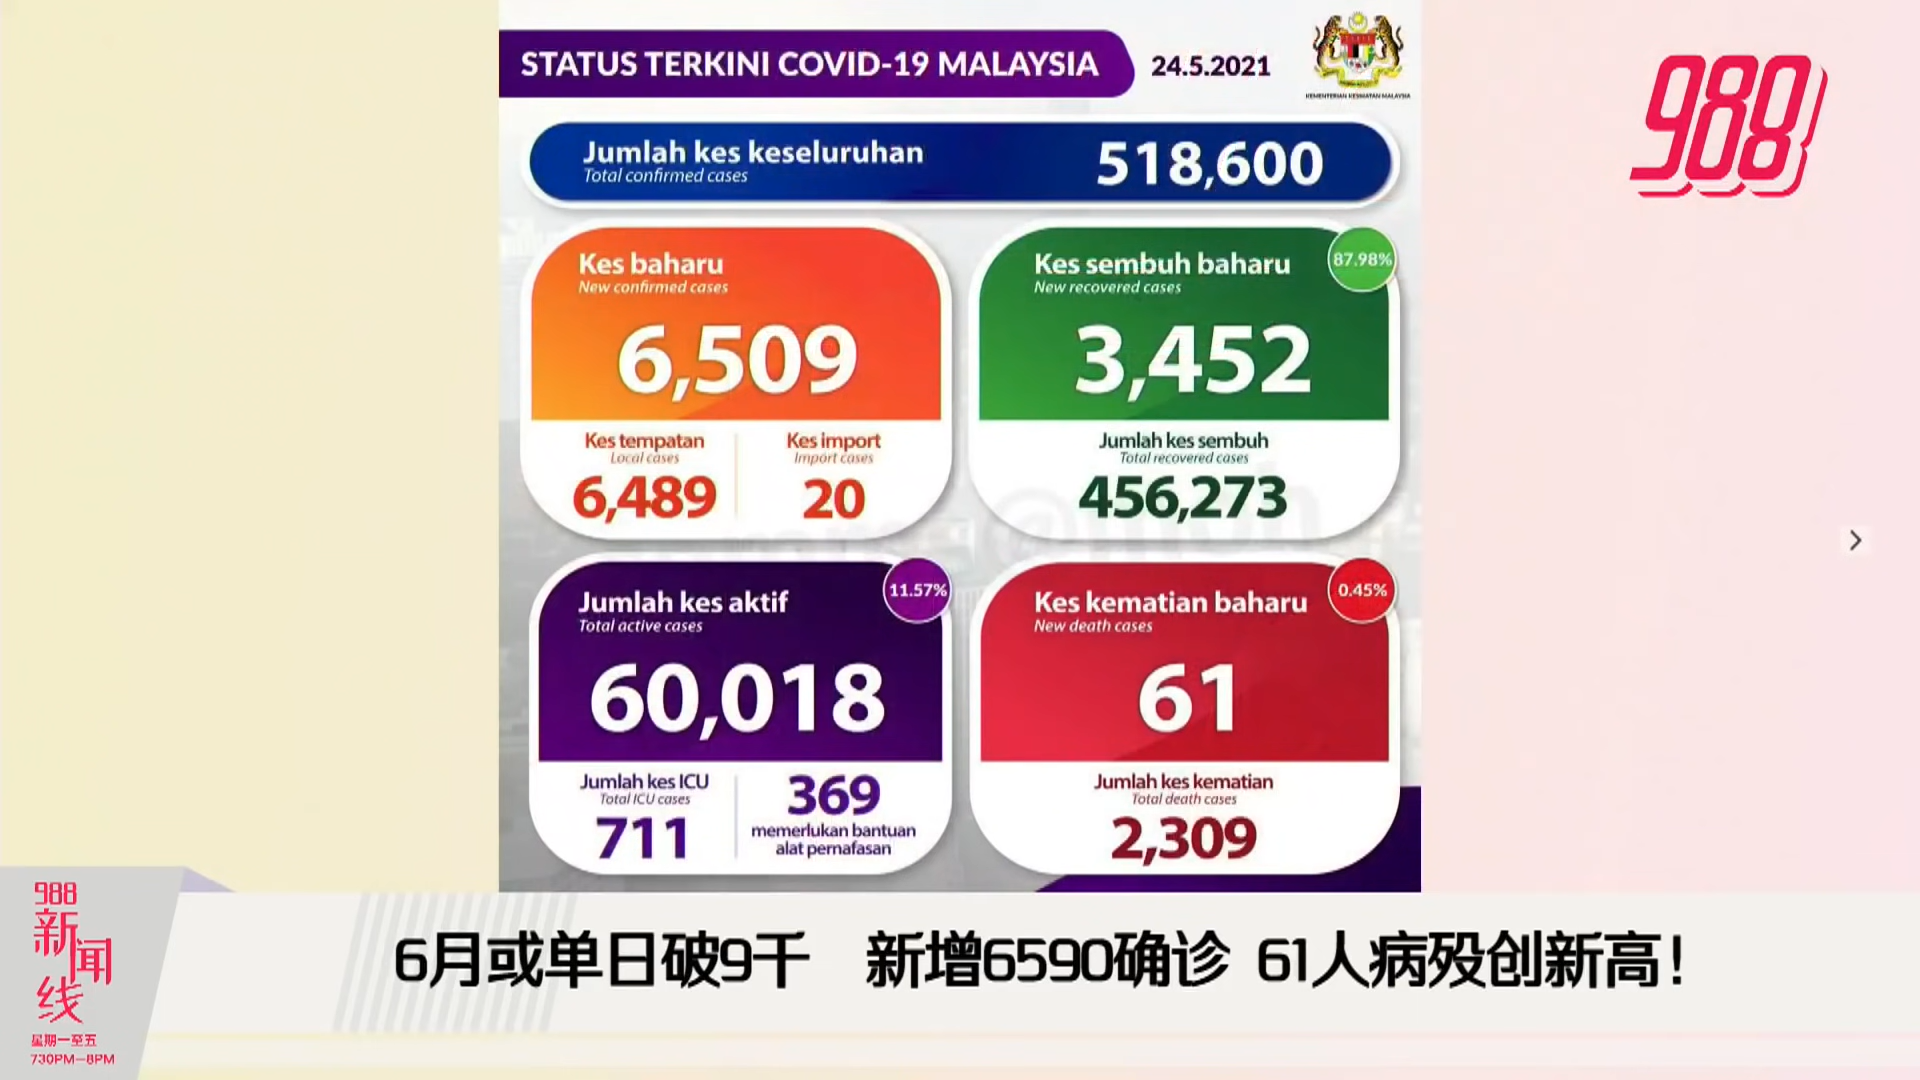 STATUS TERKINI COVID-19 MALAYSIA
24.5.2021
KEMENTERIAN KESIHATAN MALAYSIA
988
Jumlah kes keseluruhan
Total confirmed cases
518,600
Kes baharu
New confirmed cases
6,509
Kes tempatan
Local cases
6,489
Kes import
Import cases
20
Kes sembuh baharu
New recovered cases
87.98%
3,452
Jumlah kes sembuh
Total recovered cases
456,273
Jumlah kes aktif
Total active cases
11.57%
60,018
Jumlah kes ICU
Total ICU cases
711
369
memerlukan bantuan
alat pernafasan
Kes kematian baharu
New death cases
0.45%
61
Jumlah kes kematian
Total death cases
2,309
988
新闻线
星期一至五
730PM-8PM
6月或单日破9千 新增6590确诊 61人病殁创新高!